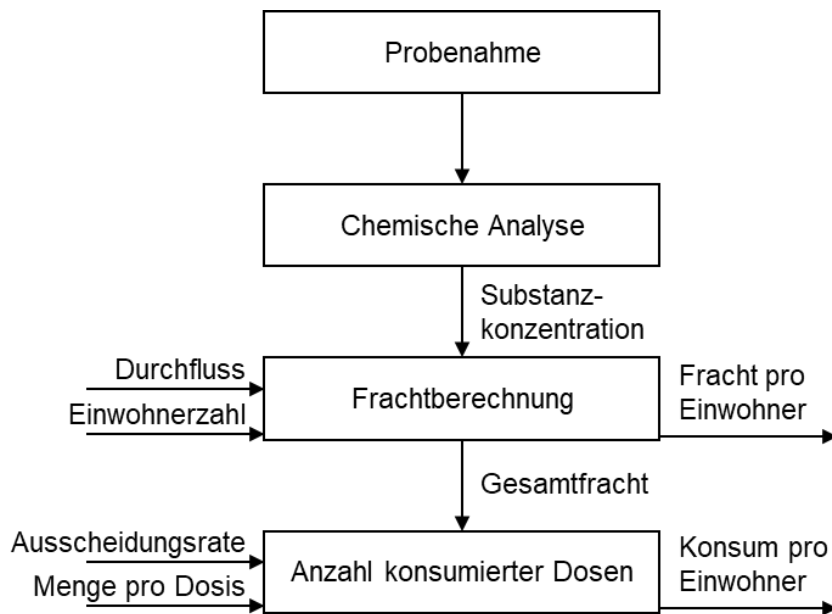 Probenahme
Chemische Analyse
Substanz-
konzentration
Durchfluss
Einwohnerzahl
Frachtberechnung
Fracht pro
Einwohner
Gesamtfracht
Ausscheidungsrate
Menge pro Dosis
Anzahl konsumierter Dosen
Konsum pro
Einwohner